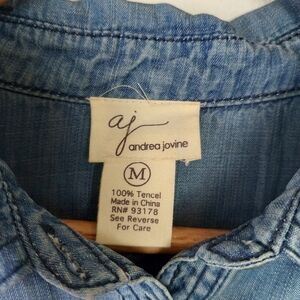 aj
andrea jovine
M
100% Tencel
Made in China
RN# 93178
See Reverse
For Care